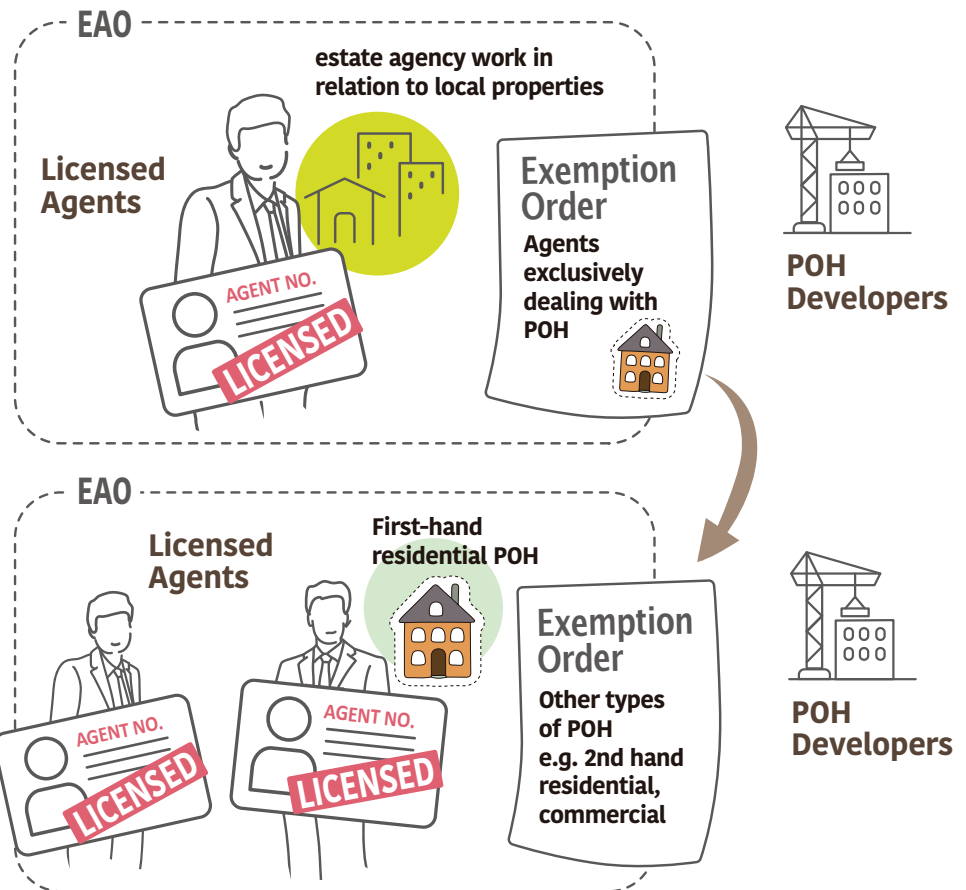 EAO
estate agency work in
relation to local properties
Licensed
Agents
AGENT NO.
LICENSED
Exemption
Order
Agents
exclusively
dealing with
POH
POH
Developers
EAO
Licensed
Agents
First-hand
residential POH
AGENT NO.
LICENSED
AGENT NO.
LICENSED
Exemption
Order
Other types
of POH
e.g. 2nd hand
residential,
commercial
POH
Developers